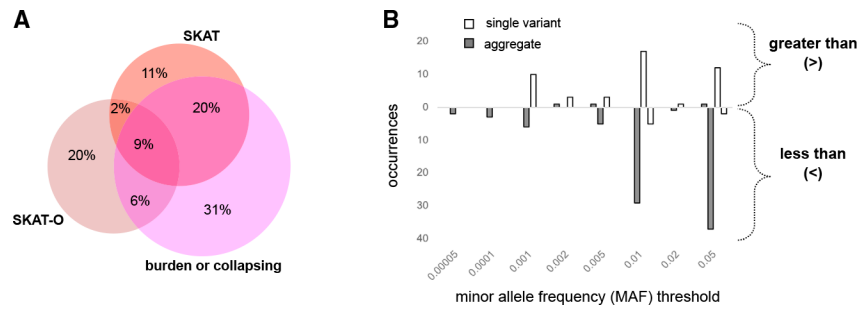 A
SKAT
11%
2%
20%
9%
20%
6%
31%
SKAT-O
burden or collapsing
B
single variant
aggregate
20
10
0
10
20
30
40
occurrences
0.00005
0.0001
0.001
0.002
0.005
0.01
0.02
0.05
minor allele frequency (MAF) threshold
greater than
(>)
less than
(<)